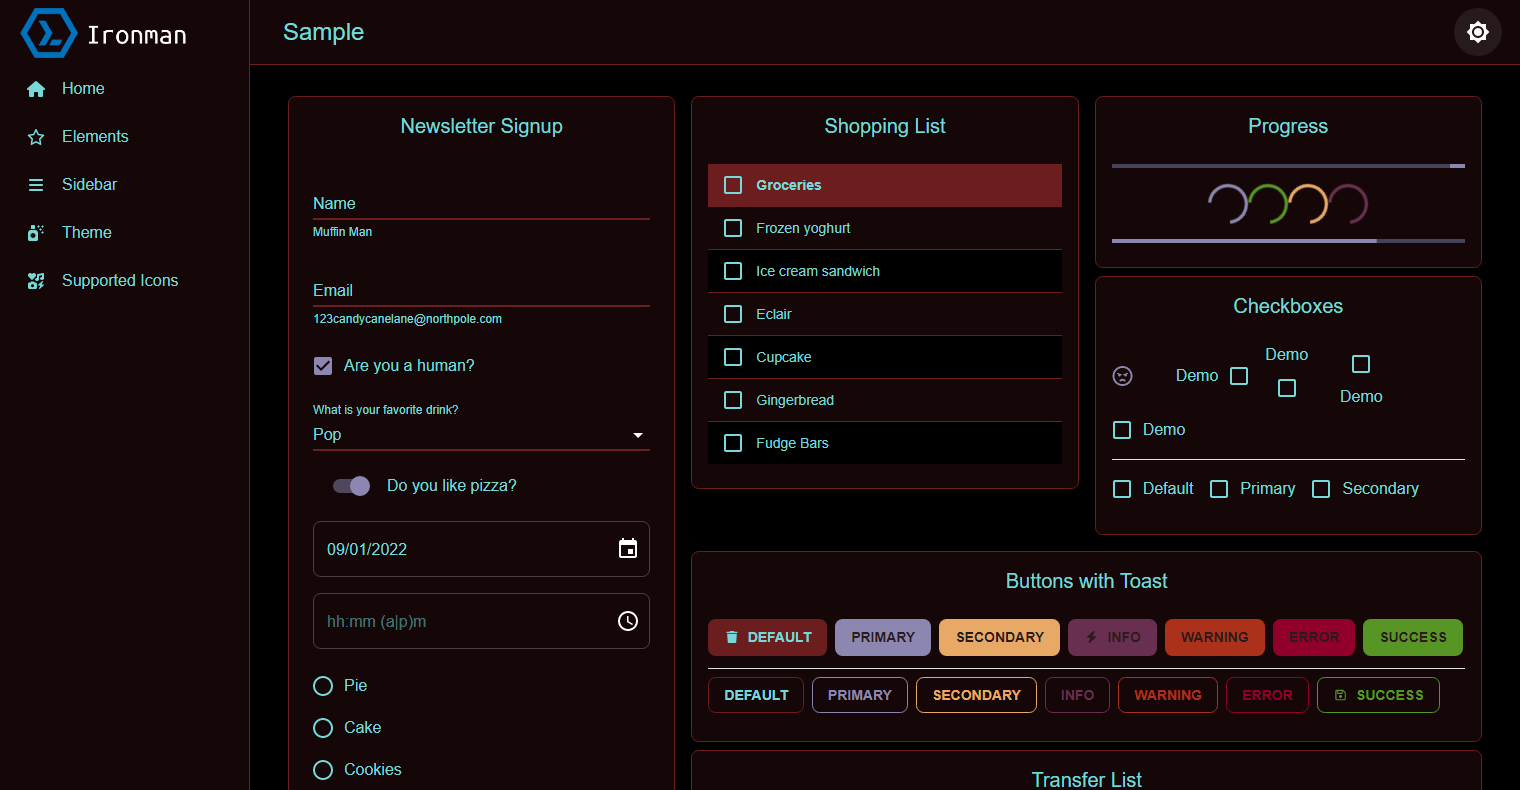 Ironman
Home
Elements
Sidebar
Theme
Supported Icons
Sample
Newsletter Signup
Name
Muffin Man
Email
123candycanelane@northpole.com
Are you a human?
What is your favorite drink?
Pop
Do you like pizza?
09/01/2022
hh:mm (a|p)m
Pie
Cake
Cookies
Shopping List
Groceries
Frozen yoghurt
Ice cream sandwich
Eclair
Cupcake
Gingerbread
Fudge Bars
Progress
Checkboxes
Demo
Demo
Demo
Demo
Default Primary Secondary
Buttons with Toast
DEFAULT PRIMARY SECONDARY INFO WARNING ERROR SUCCESS
DEFAULT PRIMARY SECONDARY INFO WARNING ERROR SUCCESS
Transfer List